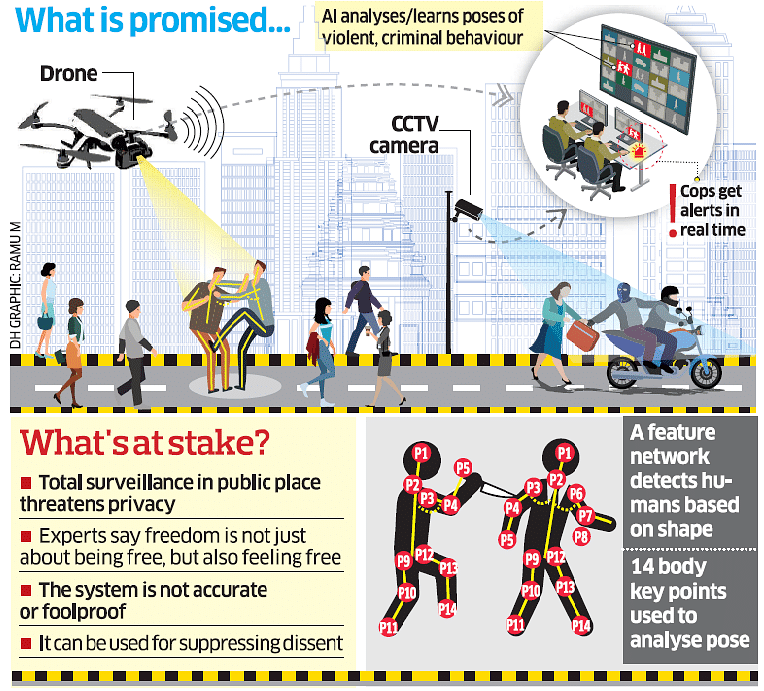 What is promised...
AI analyses/learns poses of
violent, criminal behaviour
Drone
CCTV
camera
! Cops get
alerts in
real time
DH GRAPHIC: RAMU M
What's at stake?
Total surveillance in public place
threatens privacy
Experts say freedom is not just
about being free, but also feeling free
The system is not accurate
or foolproof
It can be used for suppressing dissent
P1
P2
P3
P4
P5
P9
P12
P13
P10
P14
P11
P1
P2
P3
P6
P4
P7
P5
P8
P9
P12
P10
P13
P11
P14
A feature
network
detects hu-
mans based
on shape
14 body
key points
used to
analyse pose